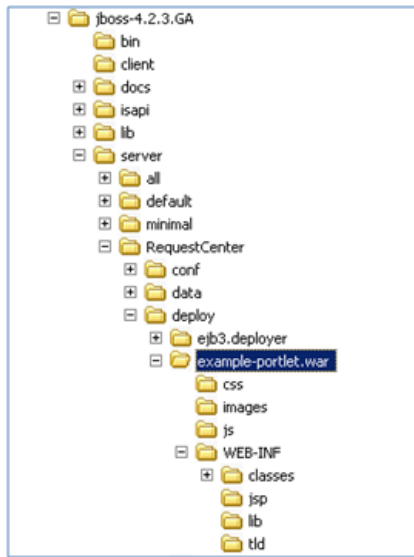 jboss-4.2.3.GA
bin
client
docs
isapi
lib
server
all
default
minimal
RequestCenter
conf
data
deploy
ejb3.deployer
example-portlet.war
css
images
js
WEB-INF
classes
jsp
lib
tld